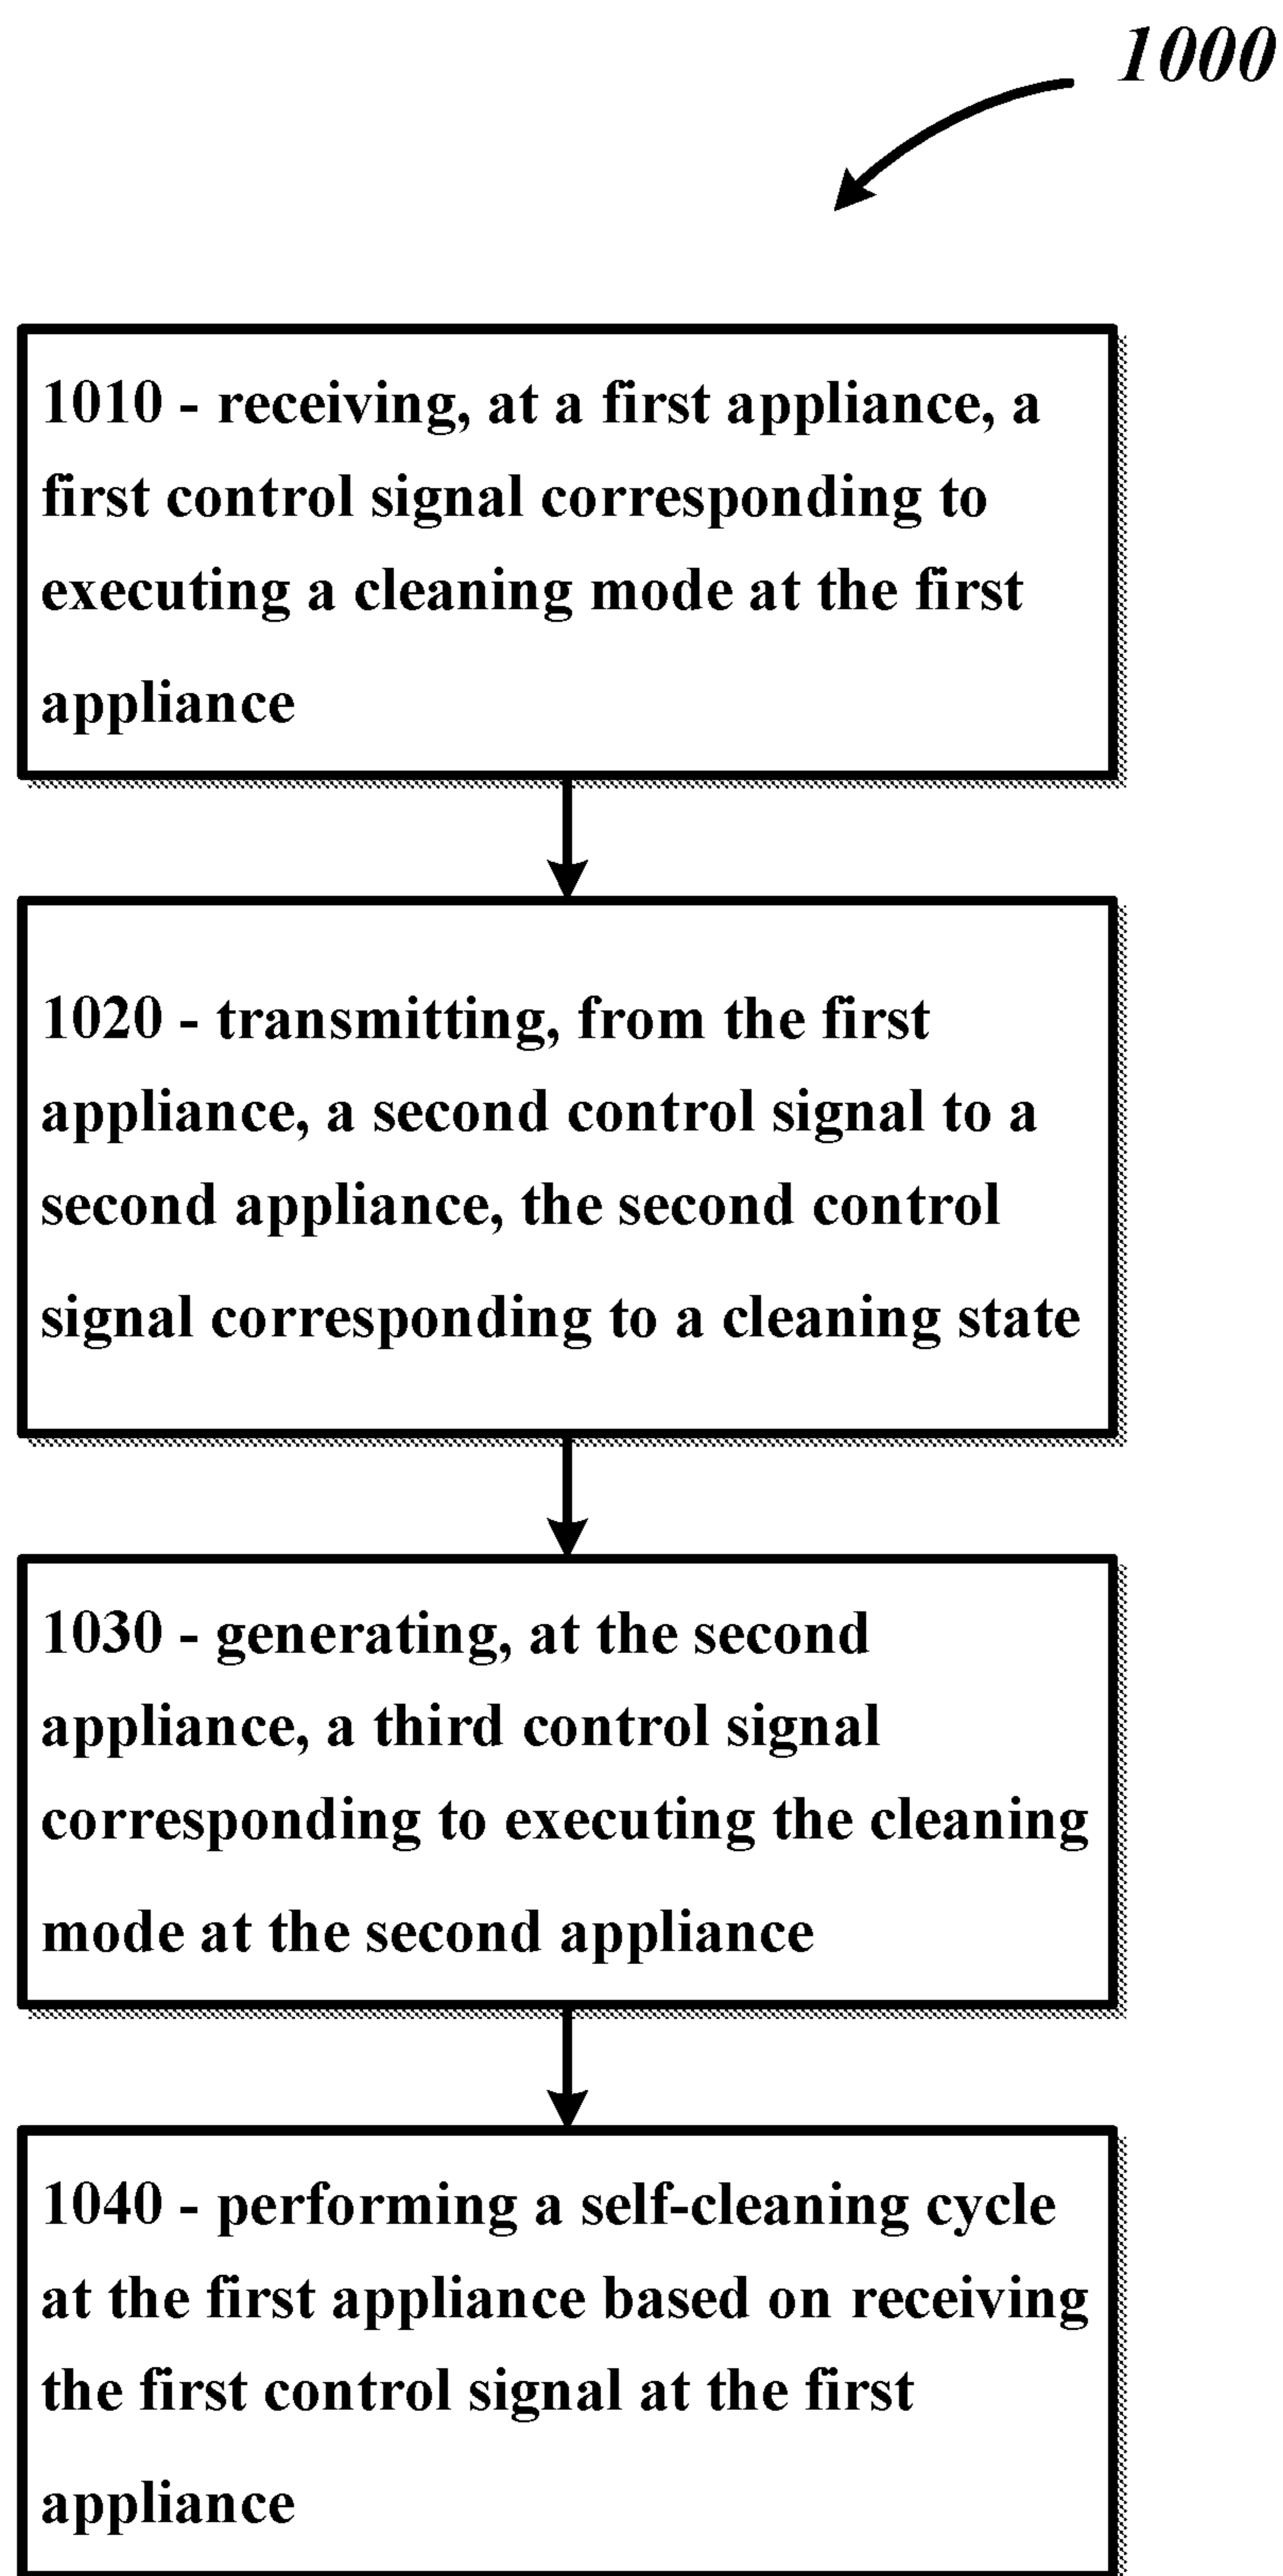 1000
1010 - receiving, at a first appliance, a
first control signal corresponding to
executing a cleaning mode at the first
appliance
1020 - transmitting, from the first
appliance, a second control signal to a
second appliance, the second control
signal corresponding to a cleaning state
1030 - generating, at the second
appliance, a third control signal
corresponding to executing the cleaning
mode at the second appliance
1040 - performing a self-cleaning cycle
at the first appliance based on receiving
the first control signal at the first
appliance